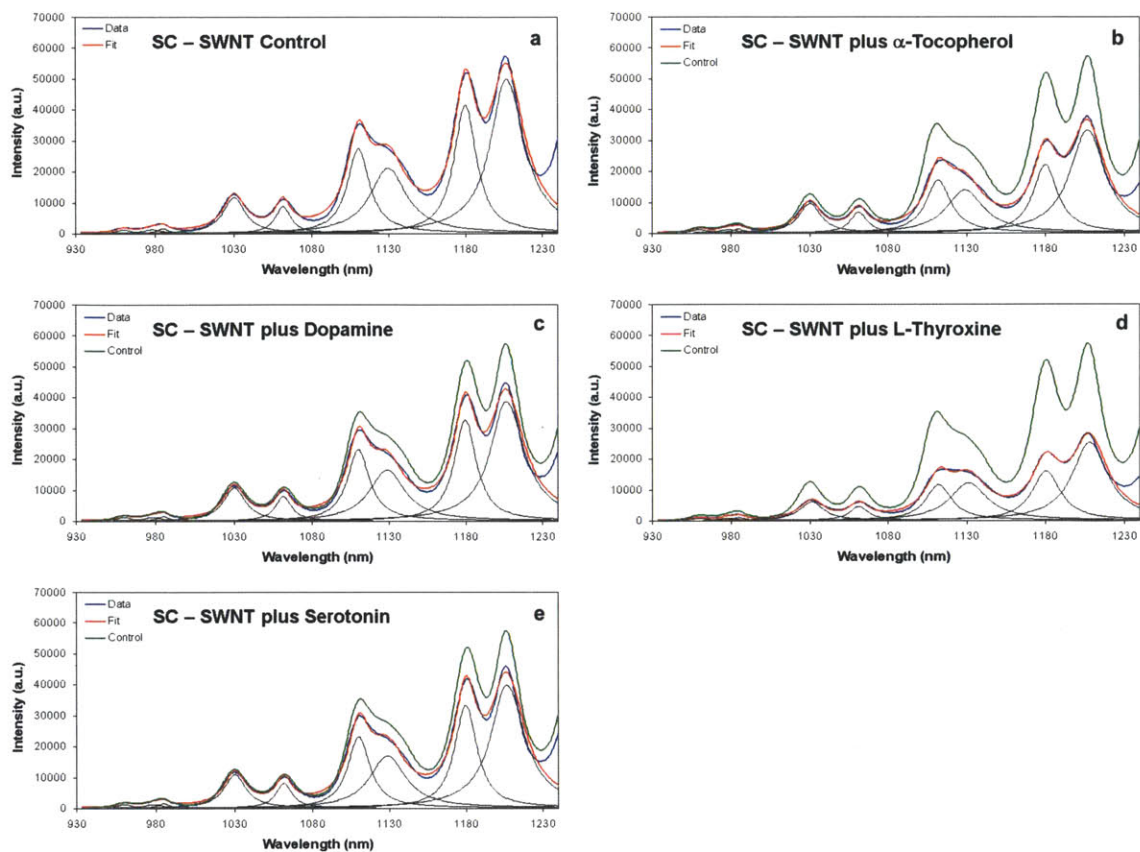 70000
60000
50000
40000
30000
20000
10000
0
Intensity (a.u.)
Data
Fit
SC – SWNT Control
a
930 980 1030 1080 1130 1180 1230
Wavelength (nm)
70000
60000
50000
40000
30000
20000
10000
0
Intensity (a.u.)
Data
Fit
Control
SC – SWNT plus α-Tocopherol
b
930 980 1030 1080 1130 1180 1230
Wavelength (nm)
70000
60000
50000
40000
30000
20000
10000
0
Intensity (a.u.)
Data
Fit
Control
SC – SWNT plus Dopamine
c
930 980 1030 1080 1130 1180 1230
Wavelength (nm)
70000
60000
50000
40000
30000
20000
10000
0
Intensity (a.u.)
Data
Fit
Control
SC – SWNT plus L-Thyroxine
d
930 980 1030 1080 1130 1180 1230
Wavelength (nm)
70000
60000
50000
40000
30000
20000
10000
0
Intensity (a.u.)
Data
Fit
Control
SC – SWNT plus Serotonin
e
930 980 1030 1080 1130 1180 1230
Wavelength (nm)